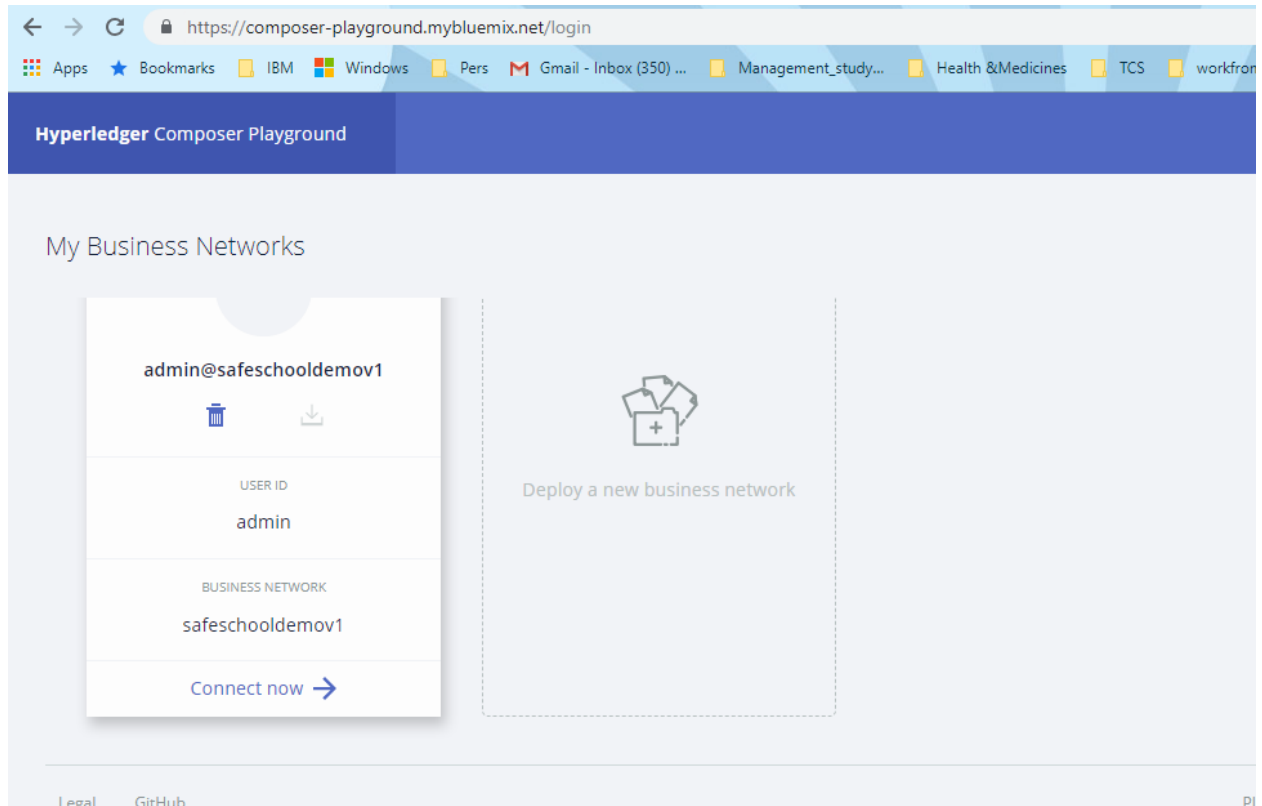 https://composer-playground.mybluemix.net/login
Apps Bookmarks IBM Windows Pers Gmail - Inbox (350) ... Management_study... Health &Medicines TCS workfron
Hyperledger Composer Playground
My Business Networks
admin@safeschooldemov1
USER ID
admin
Deploy a new business network
BUSINESS NETWORK
safeschooldemov1
Connect now
Legal GitHub